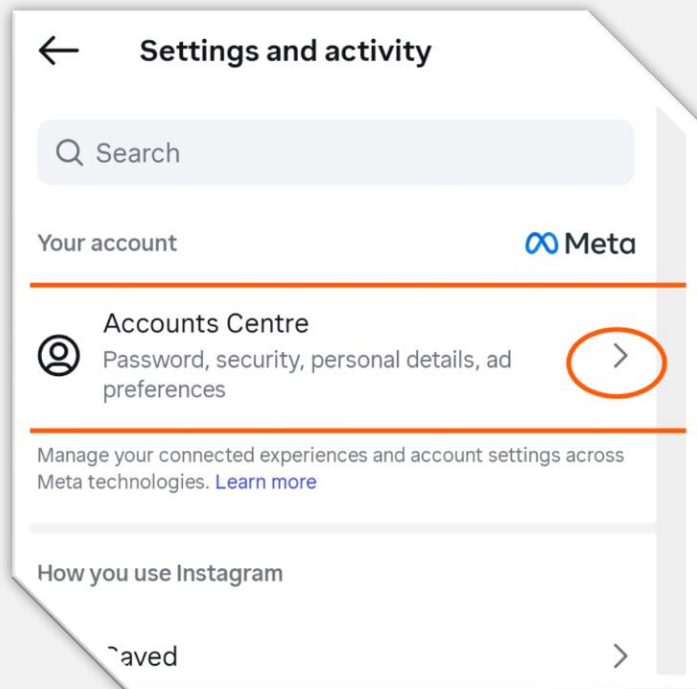 Settings and activity
Search
Your account
Meta
Accounts Centre
Password, security, personal details, ad
preferences
Manage your connected experiences and account settings across
Meta technologies. Learn more
How you use Instagram
aved